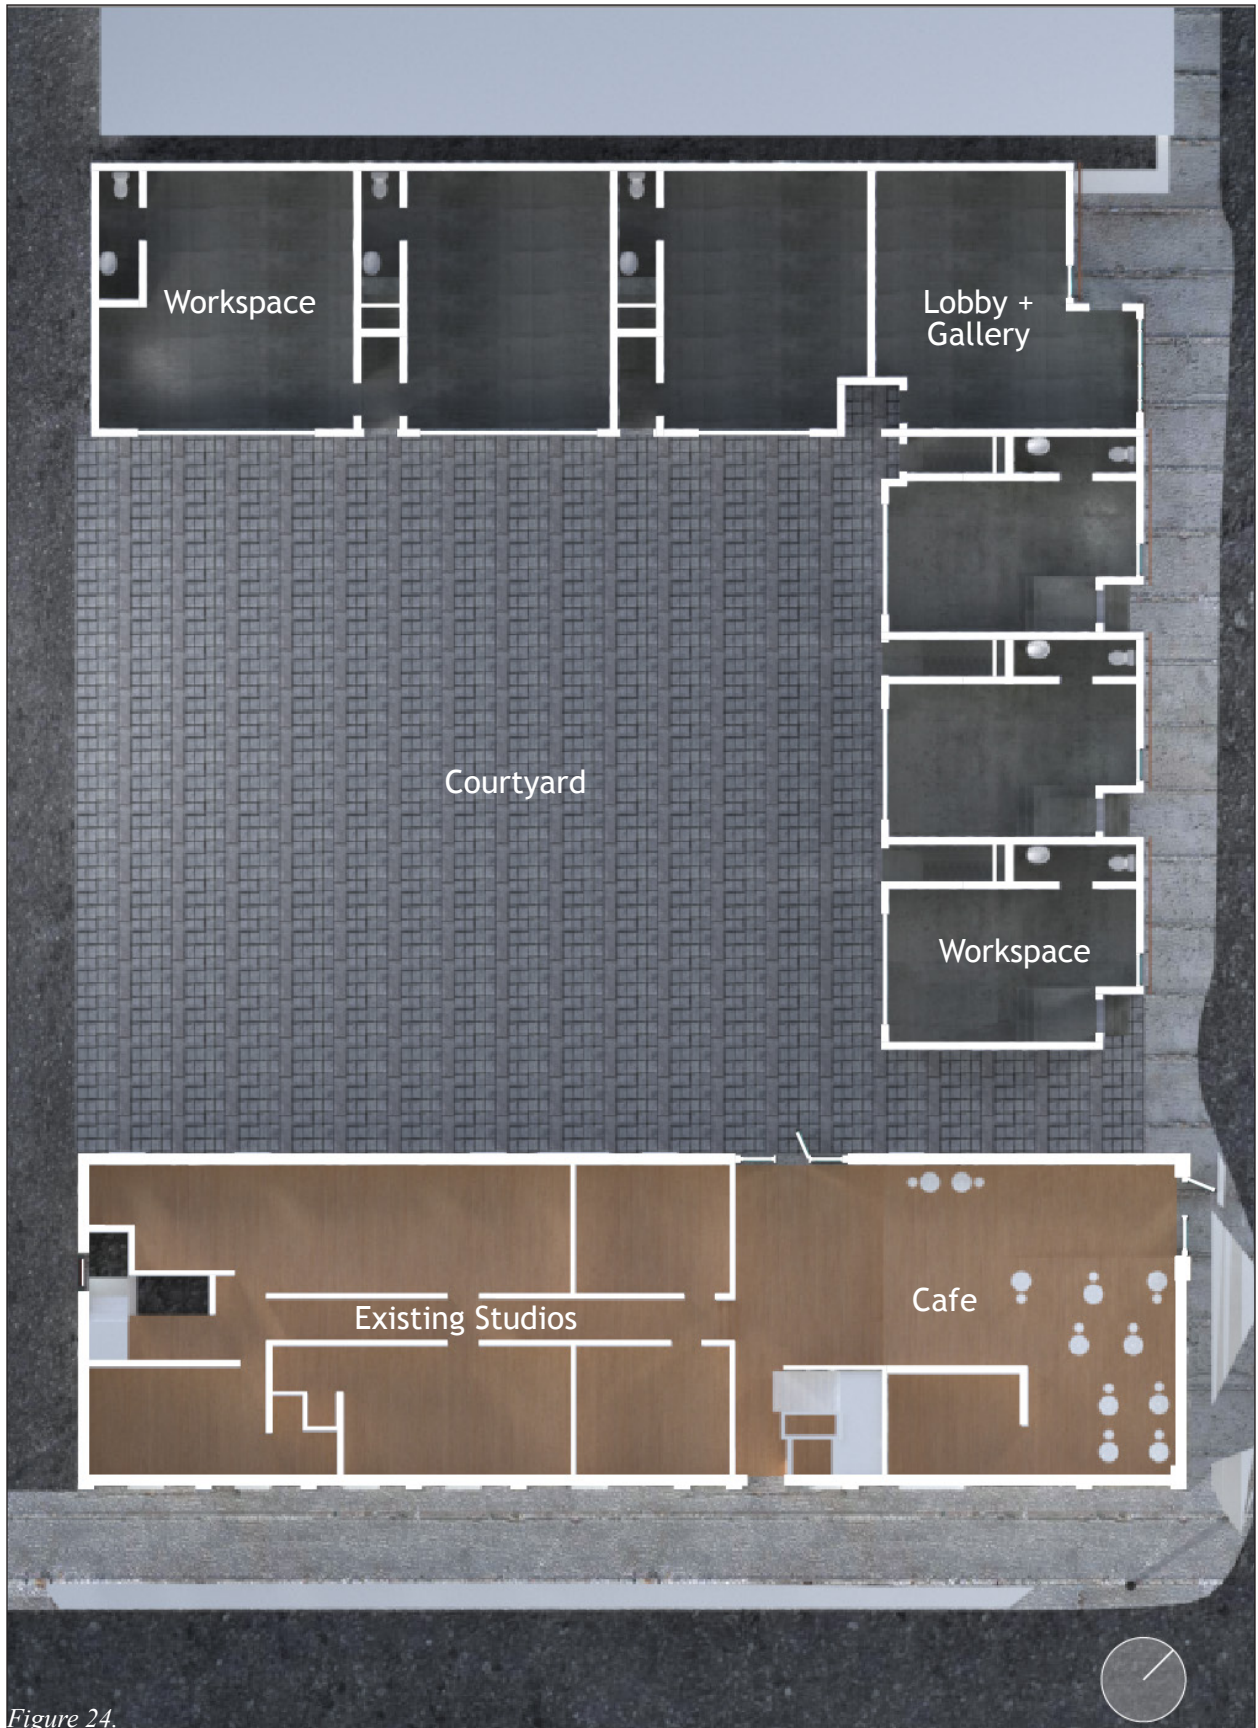 Workspace
Lobby +
Gallery
Courtyard
Workspace
Existing Studios
Cafe
Figure 24.